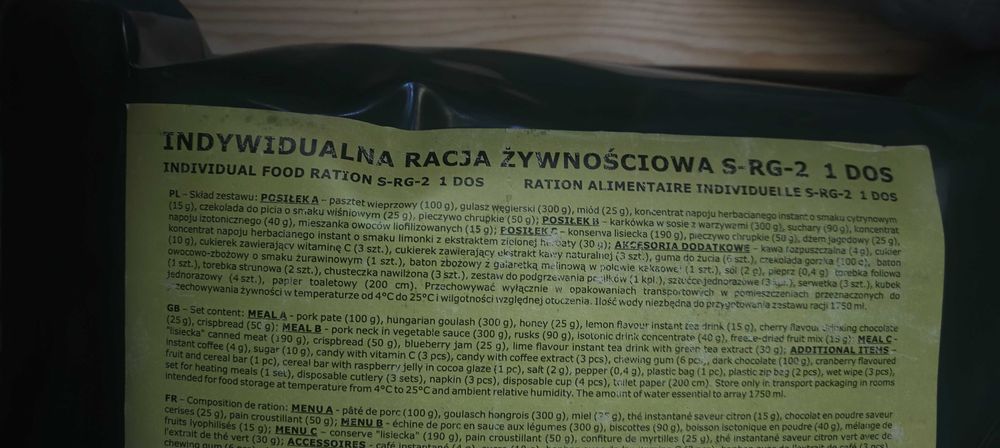 INDYWIDUALNA RACJA ŻYWNOŚCIOWA S-RG-2 1 DOS
INDIVIDUAL FOOD RATION S-RG-2 1 DOS RATION ALIMENTAIRE INDIVIDUELLE S-RG-2 1 DOS
PL – Skład zestawu: POSIŁEK A – pasztet wieprzowy (100 g), gulasz węgierski (300 g), miód (25 g), koncentrat napoju herbacianego instant o smaku cytrynowym
(15 g), czekolada do picia o smaku wiśniowym (25 g), pieczywo chrupkie (50 g); POSIŁEK B – karkówka w sosie z warzywami (300 g), suchary (90 g), koncentrat
napoju izotonicznego (40 g), mieszanka owoców liofilizowanych (15 g); POSIŁEK C – konserwa lisiecka (190 g), pieczywo chrupkie (50 g), dżem jagodowy (25 g),
koncentrat napoju herbacianego instant o smaku limonki z ekstraktem zielonej herbaty (30 g); AKCESORIA DODATKOWE – kawa rozpuszczalna (4 g), cukier
(10 g), cukierek zawierający witaminę C (3 szt.), cukierek zawierający ekstrakt kawy naturalnej (3 szt.), guma do żucia (6 szt.), czekolada gorzka (100 g), baton
owocowo-zbożowy o smaku żurawinowym (1 szt.), baton zbożowy z galaretką malinową w polewie kakaowej (1 szt.), sól (2 g), pieprz (0,4 g) torebka foliowa
(1 szt.), torebka strunowa (2 szt.), chusteczka nawilżona (3 szt.), zestaw do podgrzewania posiłków (1 kpl.), sztućce jednorazowe (3 kpl.), serwetka (3 szt.), kubek
jednorazowy (4 szt.), papier toaletowy (200 cm). Przechowywać wyłącznie w opakowaniach transportowych w pomieszczeniach przeznaczonych do
przechowywania żywności w temperaturze od 4°C do 25°C i wilgotności względnej otoczenia. Ilość wody niezbędna do przygotowania zestawu racji 1750 ml.
GB – Set content: MEAL A - pork pate (100 g), hungarian goulash (300 g), honey (25 g), lemon flavour instant tea drink (15 g), cherry flavour drinking chocolate
(25 g), crispbread (50 g); MEAL B - pork neck in vegetable sauce (300 g), rusks (90 g), isotonic drink concentrate (40 g), freeze-dried fruit mix (15 g); MEAL C -
"lisiecka" canned meat (190 g), crispbread (50 g), blueberry jam (25 g), lime flavour instant tea drink with green tea extract (30 g); ADDITIONAL ITEMS -
instant coffee (4 g), sugar (10 g), candy with vitamin C (3 pcs), candy with coffee extract (3 pcs), chewing gum (6 pcs), dark chocolate (100 g), cranberry flavoured
fruit and cereal bar (1 pc), cereal bar with raspberry jelly in cocoa glaze (1 pc), salt (2 g), pepper (0,4 g), plastic bag (1 pc), plastic zip bag (2 pc), wet wipe (3 pc),
set for heating meals (1 set), disposable cutlery (3 sets), napkin (3 pcs), disposable cup (4 pcs), toilet paper (200 cm). Store only in transport packaging in rooms
intended for food storage at temperature from 4°C to 25°C and ambient relative humidity. The amount of water essential to array 1750 ml.
FR – Composition de ration: MENU A - pâté de porc (100 g), goulasch hongrois (300 g), miel (25 g), thé instantané saveur citron (15 g), chocolat en poudre saveur
cerises (25 g), pain croustillant (50 g); MENU B - échine de porc en sauce aux légumes (300 g), biscottes (90 g), boisson isotonique en poudre (40 g), mélange de
fruits lyophilisés (15 g); MENU C – conserve "lisiecka" (190 g), pain croustillant (50 g), confiture de myrtilles (25 g), thé instantané saveur citron vert avec de
l'extrait de thé vert (30 g); ACCESSOIRES - café instantané (4 g),